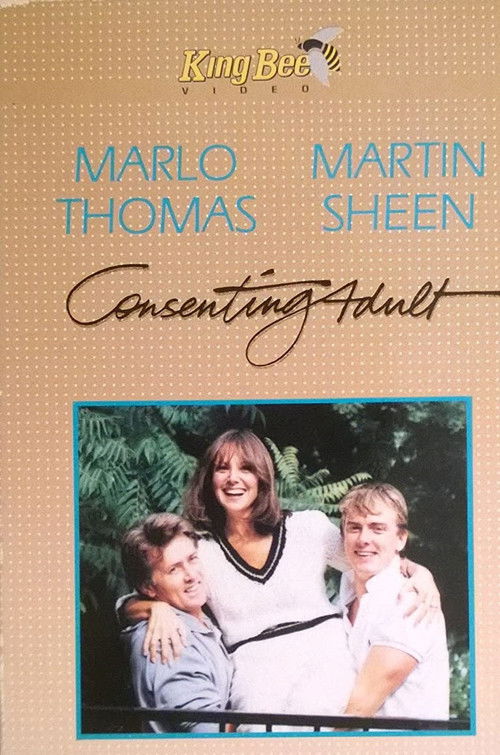 King Bee
VIDEO
MARLO MARTIN
THOMAS SHEEN
Consenting Adult